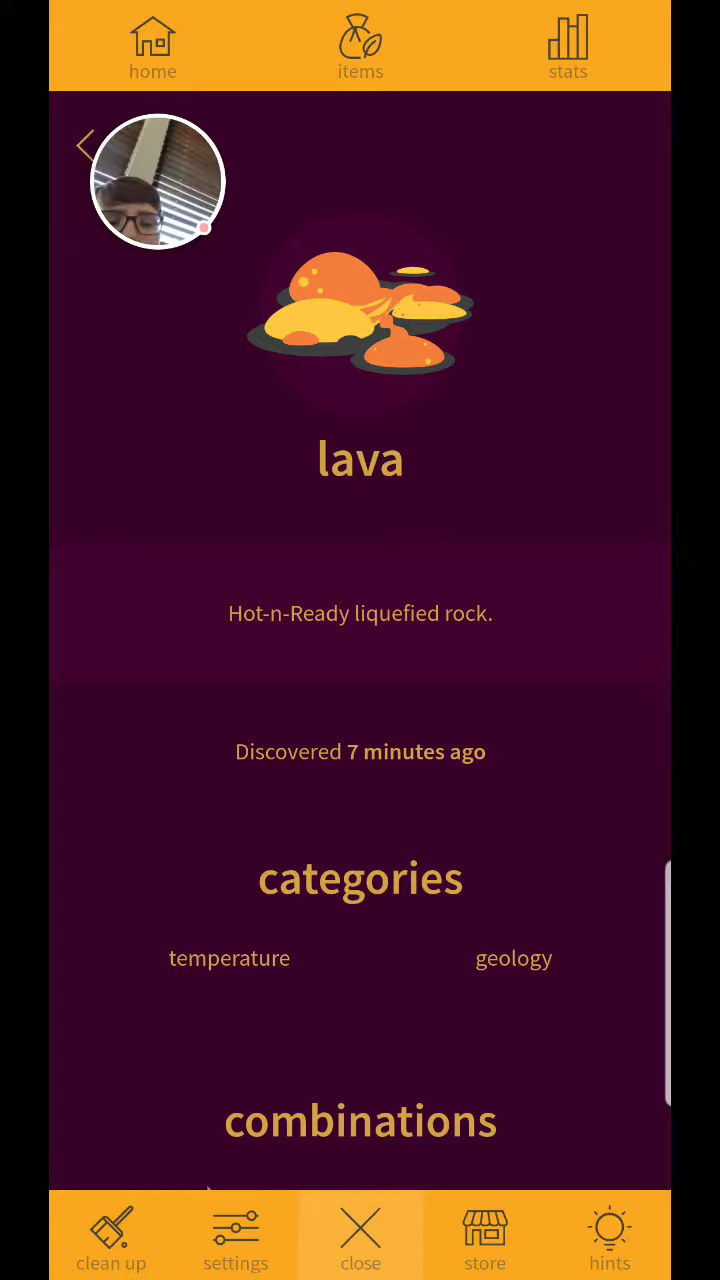 home items stats
lava
Hot-n-Ready liquefied rock.
Discovered 7 minutes ago
categories
temperature geology
combinations
clean up settings close store hints